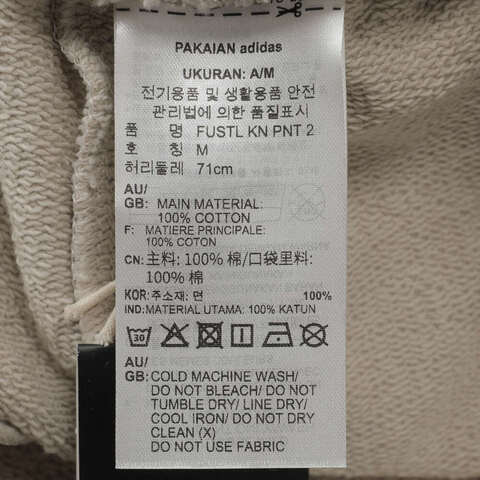 PAKAIAN adidas
UKURAN: A/M
전기용품 및 생활용품 안전
관리법에 의한 품질표시
품 명 FUSTL KN PNT 2
호 칭 M
허리둘레 71cm
AU/
GB: MAIN MATERIAL:
100% COTTON
F: MATIERE PRINCIPALE:
100% COTON
CN: 主料: 100% 棉/口袋里料:
100% 棉
KOR: 주소재: 면 100%
IND: MATERIAL UTAMA: 100% KATUN
30
AU/
GB: COLD MACHINE WASH/
DO NOT BLEACH/ DO NOT
TUMBLE DRY/ LINE DRY/
COOL IRON/ DO NOT DRY
CLEAN (X)
DO NOT USE FABRIC